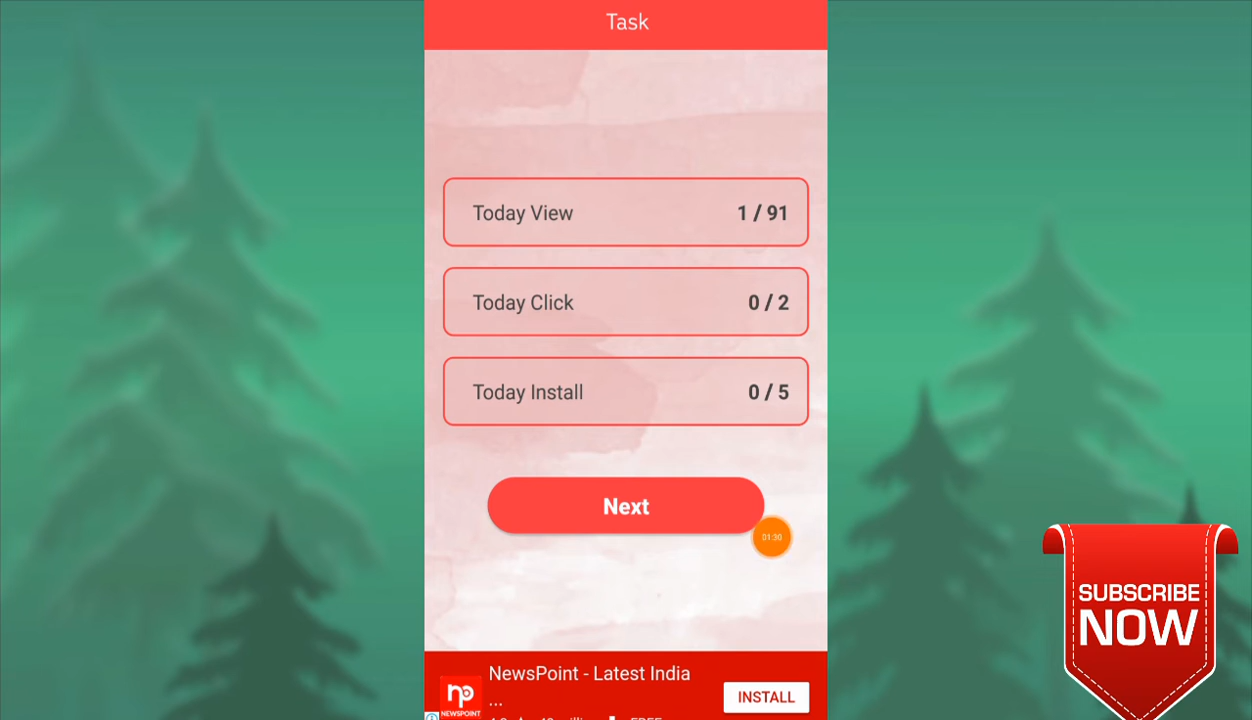 Task
Today View 1 / 91
Today Click 0 / 2
Today Install 0 / 5
Next
01:30
SUBSCRIBE
NOW
NewsPoint - Latest India
...
INSTALL
np
NEWSPOINT
FREE